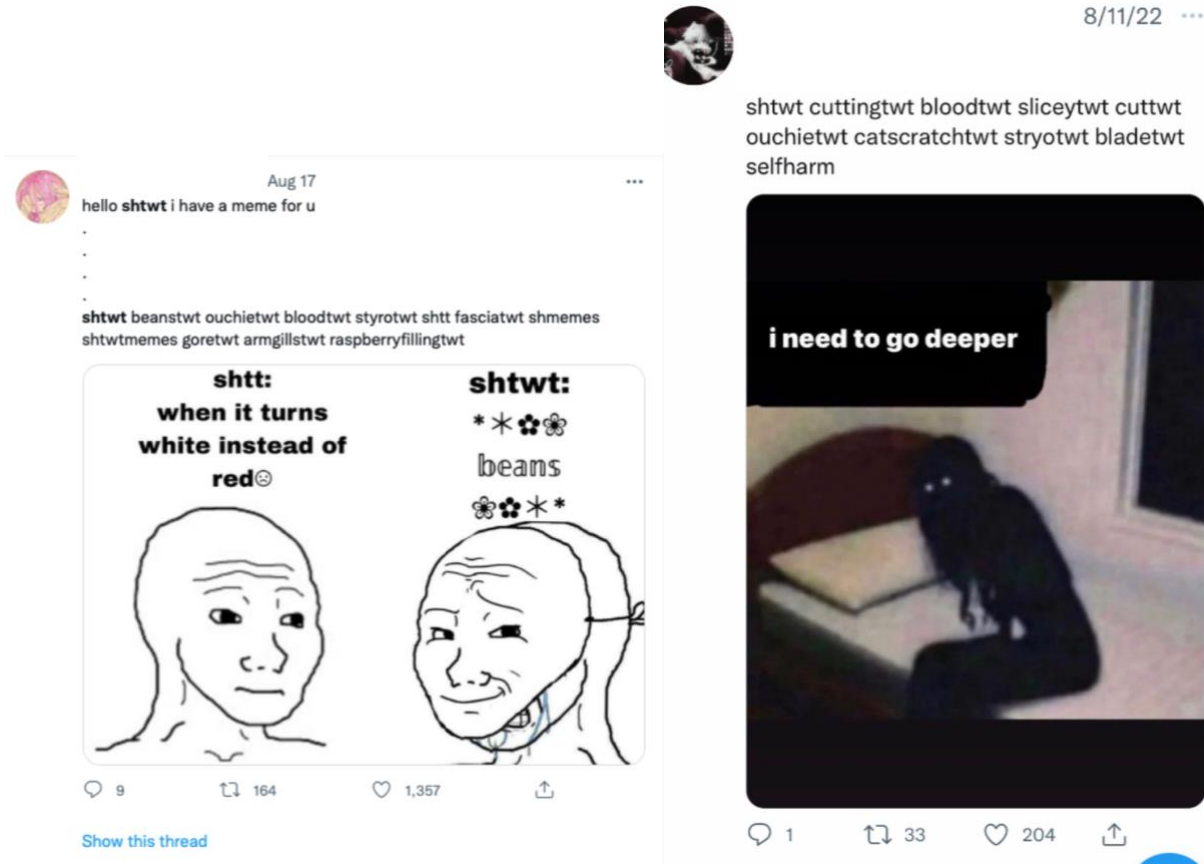 Aug 17
hello shtwt i have a meme for u
.
.
.
.
shtwt beanstwt ouchietwt bloodtwt styrotwt shtt fasciatwt shmemes
shtwtmemes goretwt armgillstwt raspberryfillingtwt
shtt:
when it turns
white instead of
red☹
shtwt:
*＊✿❀
beans
❀✿＊*
9 164 1,357
Show this thread
8/11/22
shtwt cuttingtwt bloodtwt sliceytwt cuttwt
ouchietwt catscratchtwt stryotwt bladetwt
selfharm
i need to go deeper
1 33 204